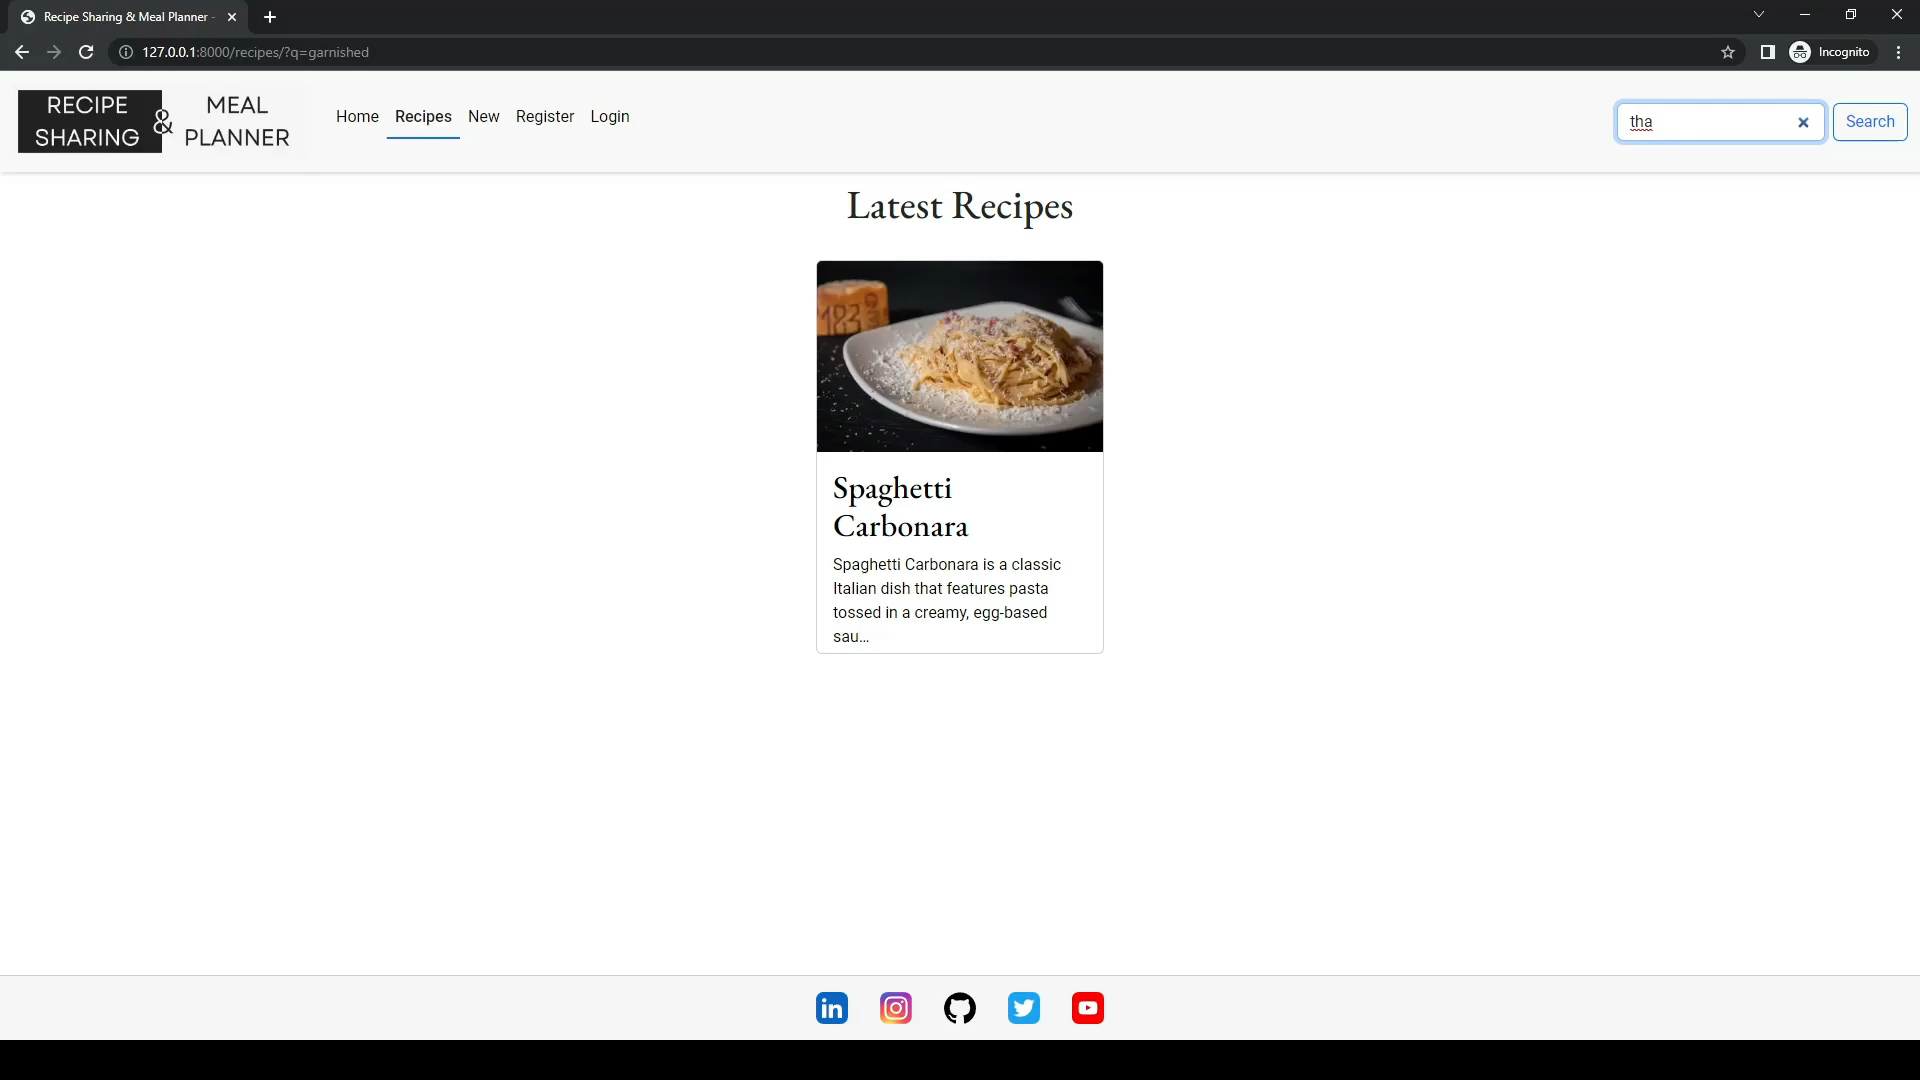 Recipe Sharing & Meal Planner -
127.0.0.1:8000/recipes/?q=garnished
Incognito
RECIPE
SHARING
&
MEAL
PLANNER
Home
Recipes
New
Register
Login
tha
Search
Latest Recipes
183
Spaghetti
Carbonara
Spaghetti Carbonara is a classic
Italian dish that features pasta
tossed in a creamy, egg-based
sau...
in